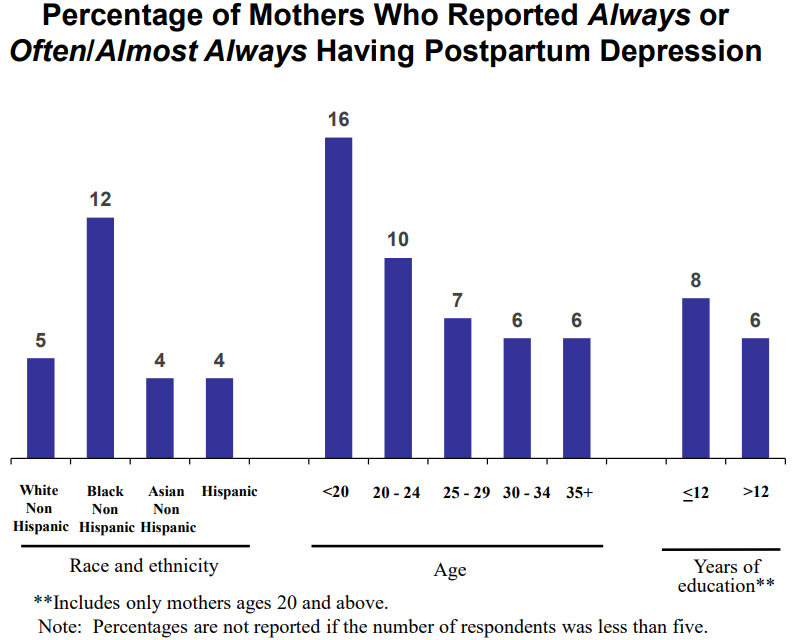 Percentage of Mothers Who Reported Always or
Often/Almost Always Having Postpartum Depression
16
12
10
8
7
6
6
6
5
4
4
White Non Hispanic
Black Non Hispanic
Asian Non Hispanic
Hispanic
<20
20 - 24
25 - 29
30 - 34
35+
≤12
>12
Race and ethnicity
Age
Years of
education**
**Includes only mothers ages 20 and above.
Note: Percentages are not reported if the number of respondents was less than five.